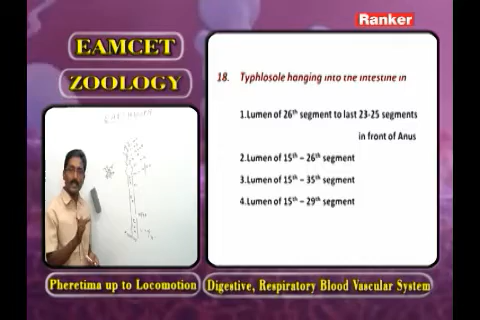 Ranker
EAMCET
ZOOLOGY
18. Typhlosole hanging into the intestine in
1.Lumen of 26th segment to last 23-25 segments
in front of Anus
2.Lumen of 15th – 26th segment
3.Lumen of 15th – 35th segment
4.Lumen of 15th – 29th segment
Pheretima up to Locomotion
Digestive, Respiratory Blood Vascular System